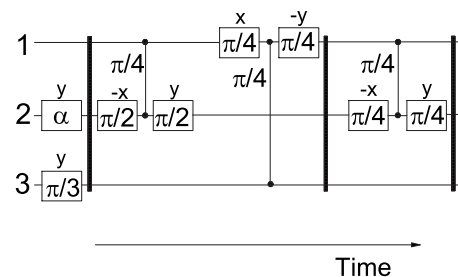 x -y
1 π/4 π/4
π/4 π/4 π/4
y -x y -x y
2 α π/2 π/2 π/4 π/4
y
3 π/3
Time